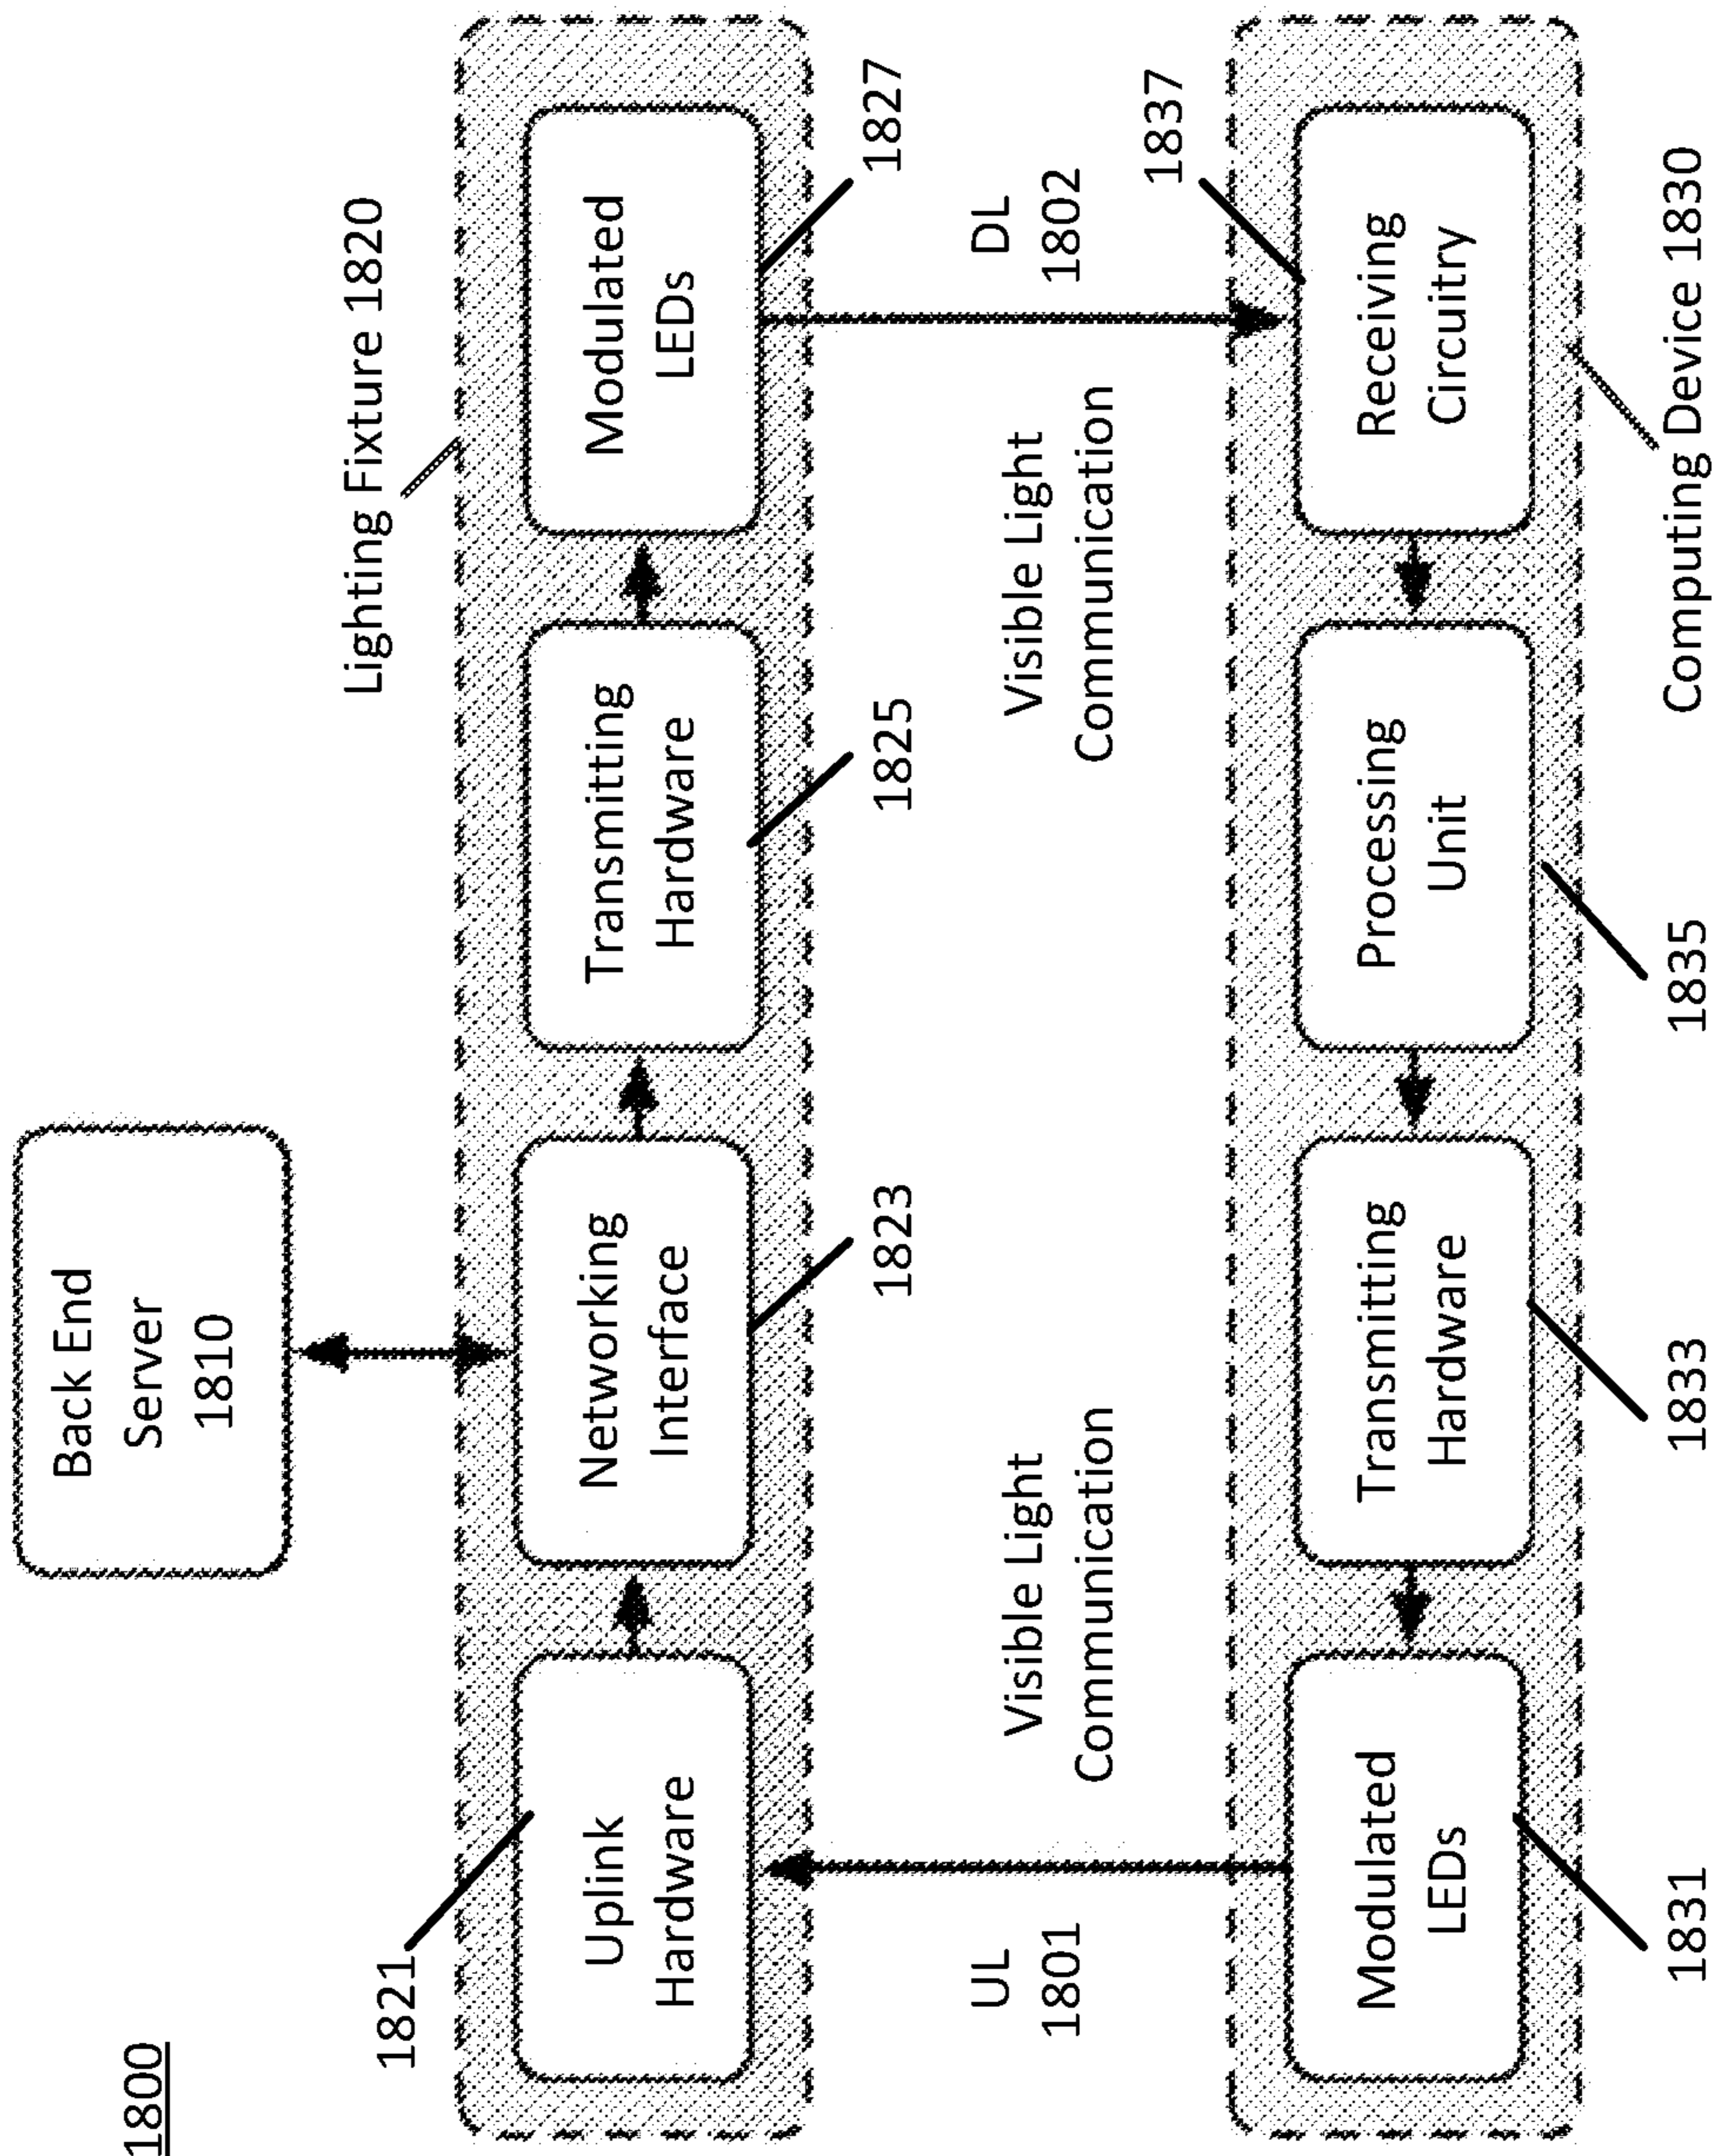 1800
Back End
Server
1810
Lighting Fixture 1820
1821
Uplink
Hardware
Networking
Interface
Transmitting
Hardware
Modulated
LEDs
1823
1825
1827
UL
1801
Visible Light
Communication
Visible Light
Communication
DL
1802
1837
Modulated
LEDs
Transmitting
Hardware
Processing
Unit
Receiving
Circuitry
1831
1833
1835
Computing Device 1830